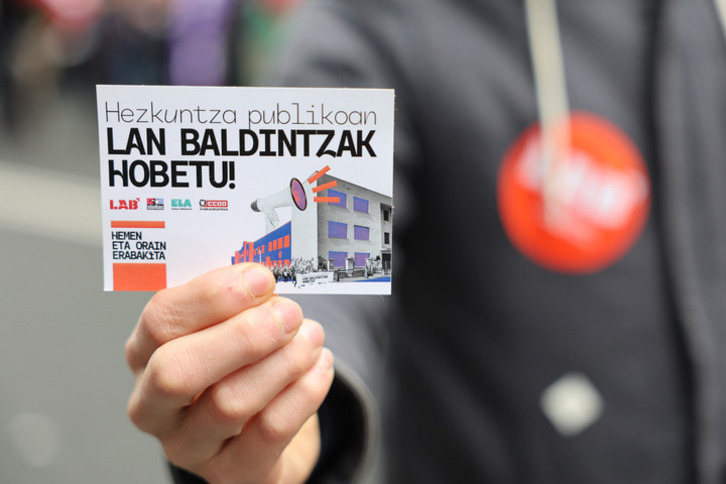 Hezkuntza publikoan
LAN BALDINTZAK
HOBETU!
LAB
ELA
CCOO
HEMEN
ETA ORAIN
ERABAKITA